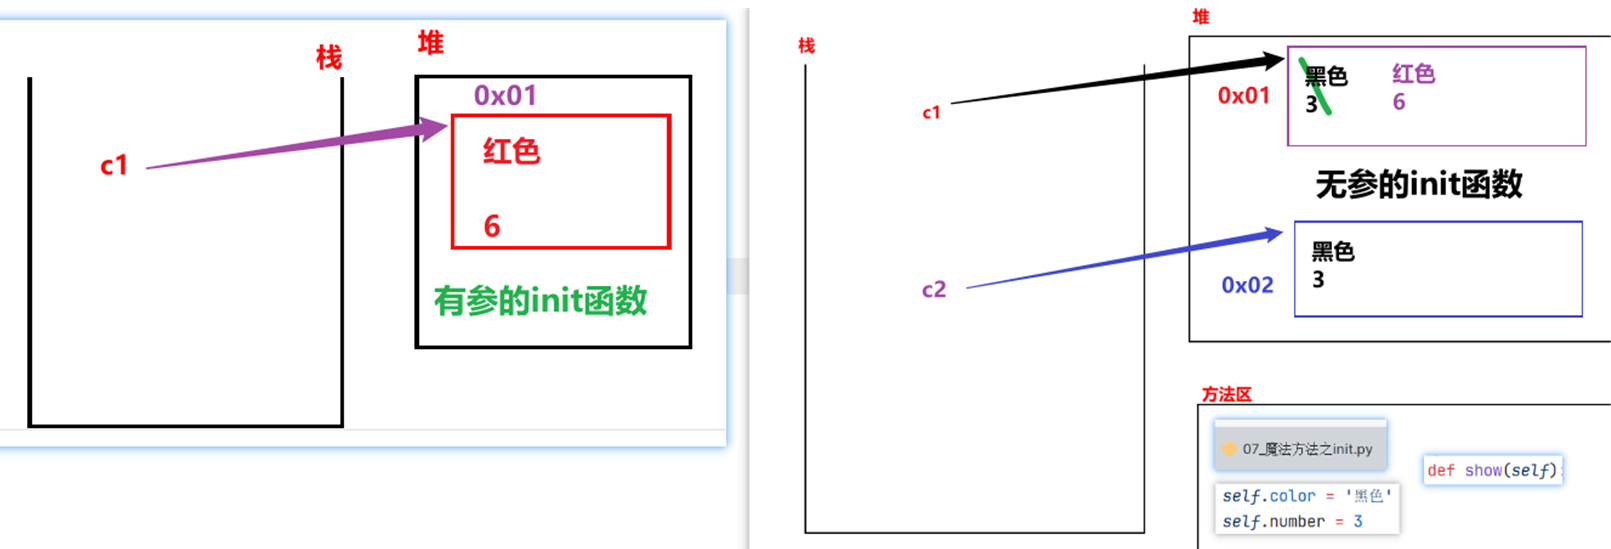 栈
堆
0x01
c1
红色
6
有参的init函数
栈
堆
c1
0x01
黑色
3
红色
6
无参的init函数
c2
0x02
黑色
3
方法区
07_魔法方法之init.py
def show(self):
self.color = '黑色'
self.number = 3